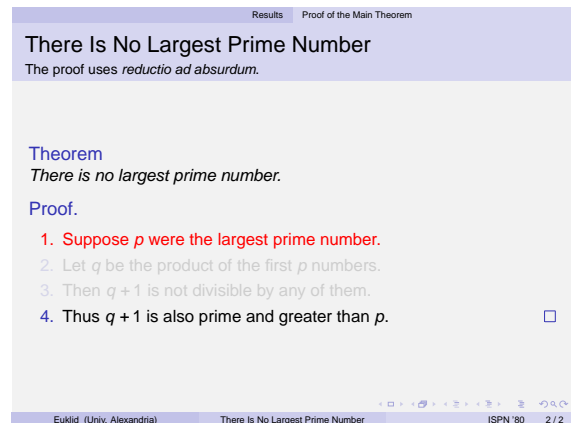 Results Proof of the Main Theorem
There Is No Largest Prime Number
The proof uses reductio ad absurdum.
Theorem
There is no largest prime number.
Proof.
1. Suppose p were the largest prime number.
2. Let q be the product of the first p numbers.
3. Then q + 1 is not divisible by any of them.
4. Thus q + 1 is also prime and greater than p.
Euklid (Univ. Alexandria) There Is No Largest Prime Number ISPN '80 2 / 2